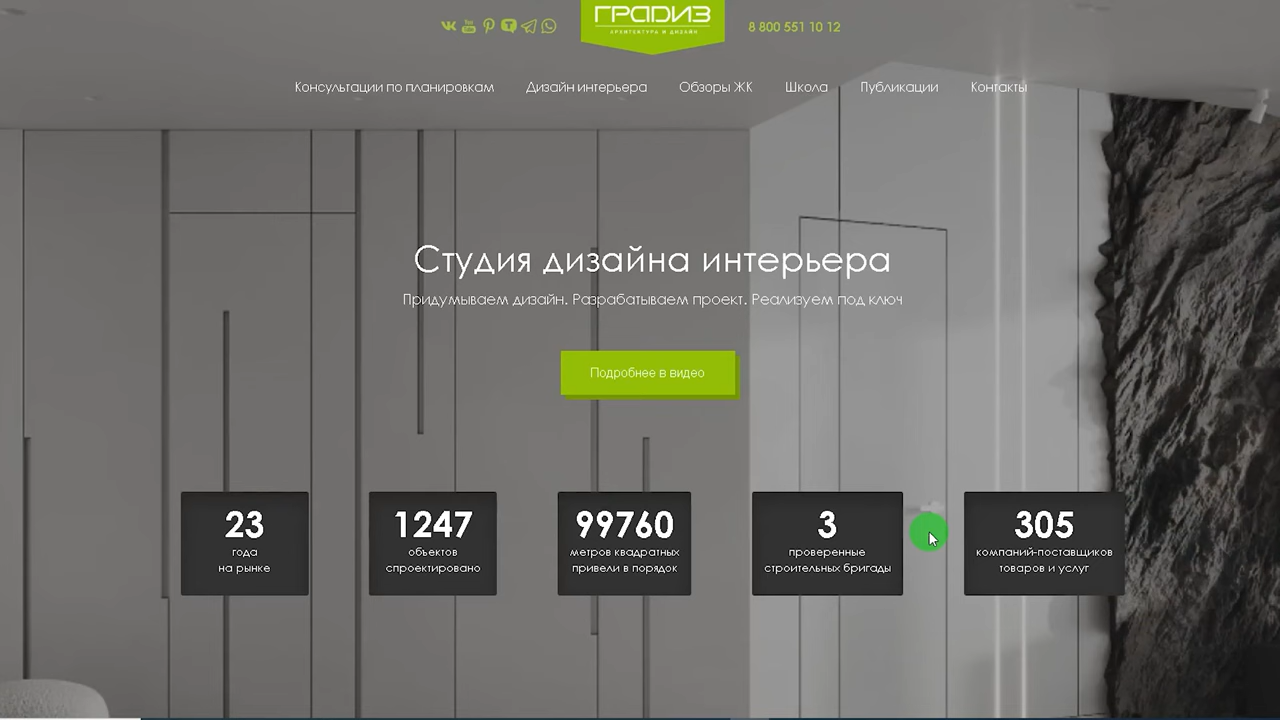 ГРАДИЗ
АРХИТЕКТУРА И ДИЗАЙН
8 800 551 10 12
Консультации по планировкам
Дизайн интерьера
Обзоры ЖК
Школа
Публикации
Контакты
Студия дизайна интерьера
Придумываем дизайн. Разрабатываем проект. Реализуем под ключ
Подробнее в видео
23
года
на рынке
1247
объектов
спроектировано
99760
метров квадратных
привели в порядок
3
проверенные
строительных бригады
305
компаний-поставщиков
товаров и услуг